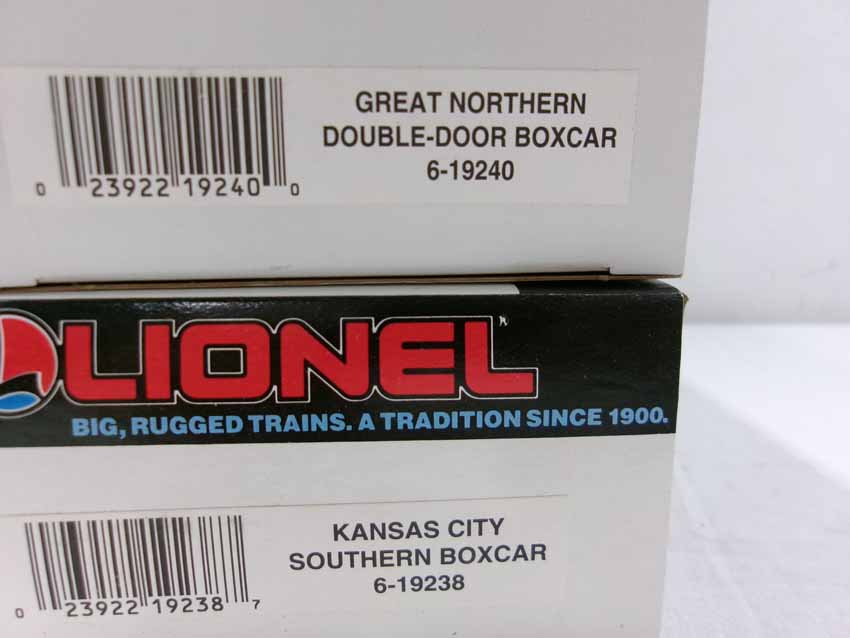 GREAT NORTHERN
DOUBLE-DOOR BOXCAR
6-19240
0 23922 19240 0
LIONEL
BIG, RUGGED TRAINS. A TRADITION SINCE 1900.
KANSAS CITY
SOUTHERN BOXCAR
6-19238
0 23922 19238 7